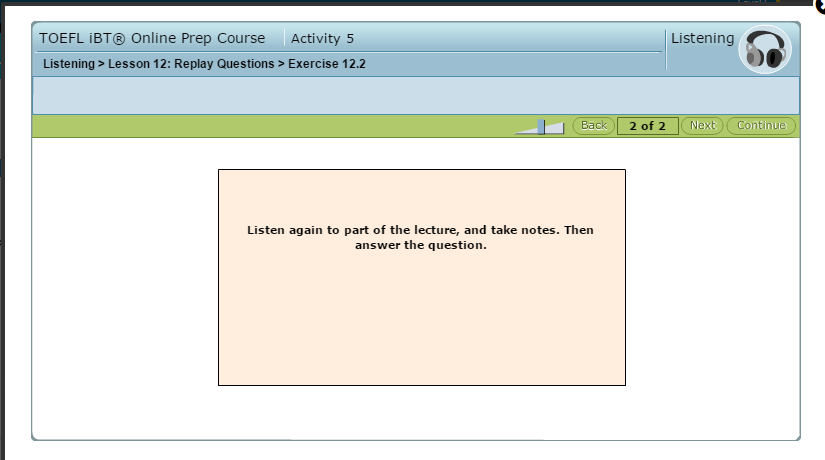 TOEFL iBT® Online Prep Course Activity 5 Listening
Listening > Lesson 12: Replay Questions > Exercise 12.2
Back 2 of 2 Next Continue
Listen again to part of the lecture, and take notes. Then
answer the question.